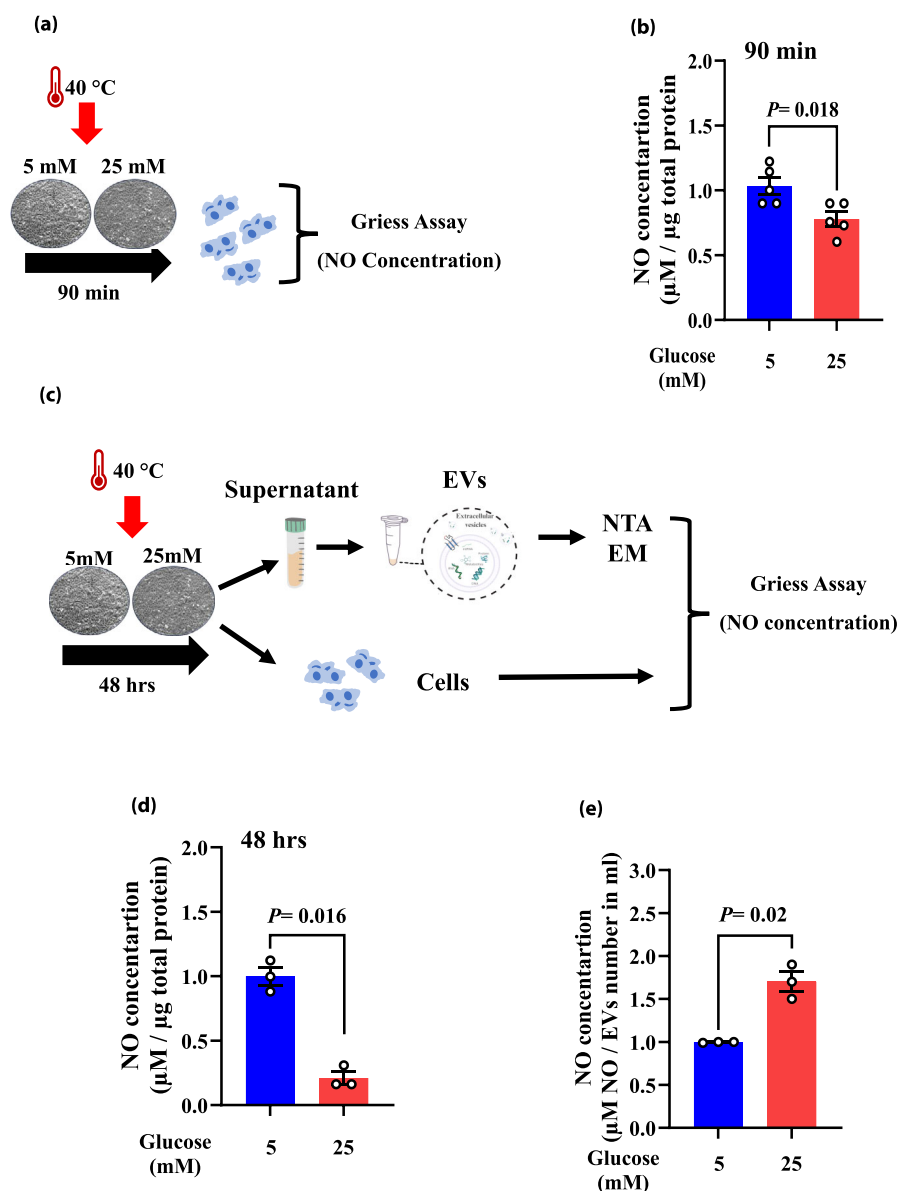 (a)
40 °C
5 mM 25 mM
90 min
Griess Assay
(NO Concentration)
(b)
90 min
NO concentartion
(µM / µg total protein
2.0
1.5
1.0
0.5
0.0
P= 0.018
Glucose
(mM)
5 25
(c)
40 °C
5mM 25mM
48 hrs
Supernatant
EVs
Extracellular
vesicles
NTA
EM
Cells
Griess Assay
(NO concentration)
(d)
48 hrs
NO concentartion
(µM / µg total protein)
2.0
1.5
1.0
0.5
0.0
P= 0.016
Glucose
(mM)
5 25
(e)
NO concentartion
(µM NO / EVs number in ml)
3.0
2.5
2.0
1.5
1.0
0.5
0.0
P= 0.02
Glucose
(mM)
5 25